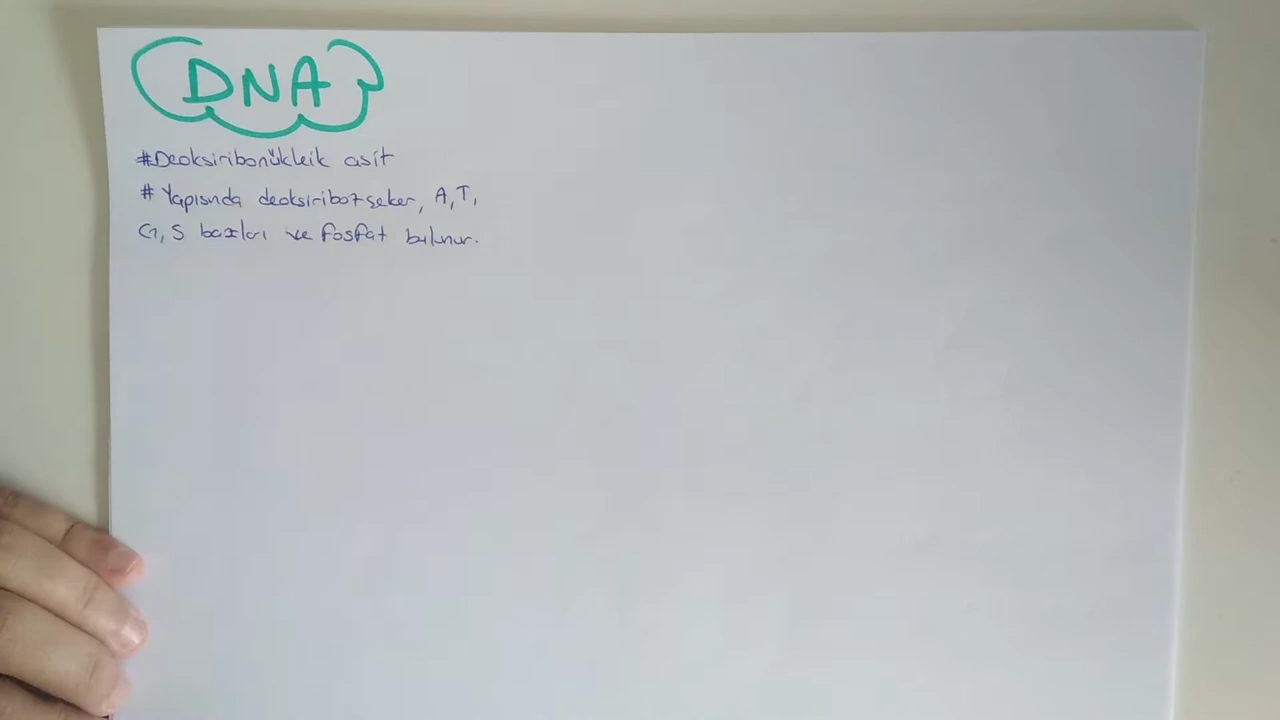 DNA
#Deoksiribonükleik asit
# Yapısında deoksiriboz şeker, A,T,
G, S bazları ve fosfat bulunur.